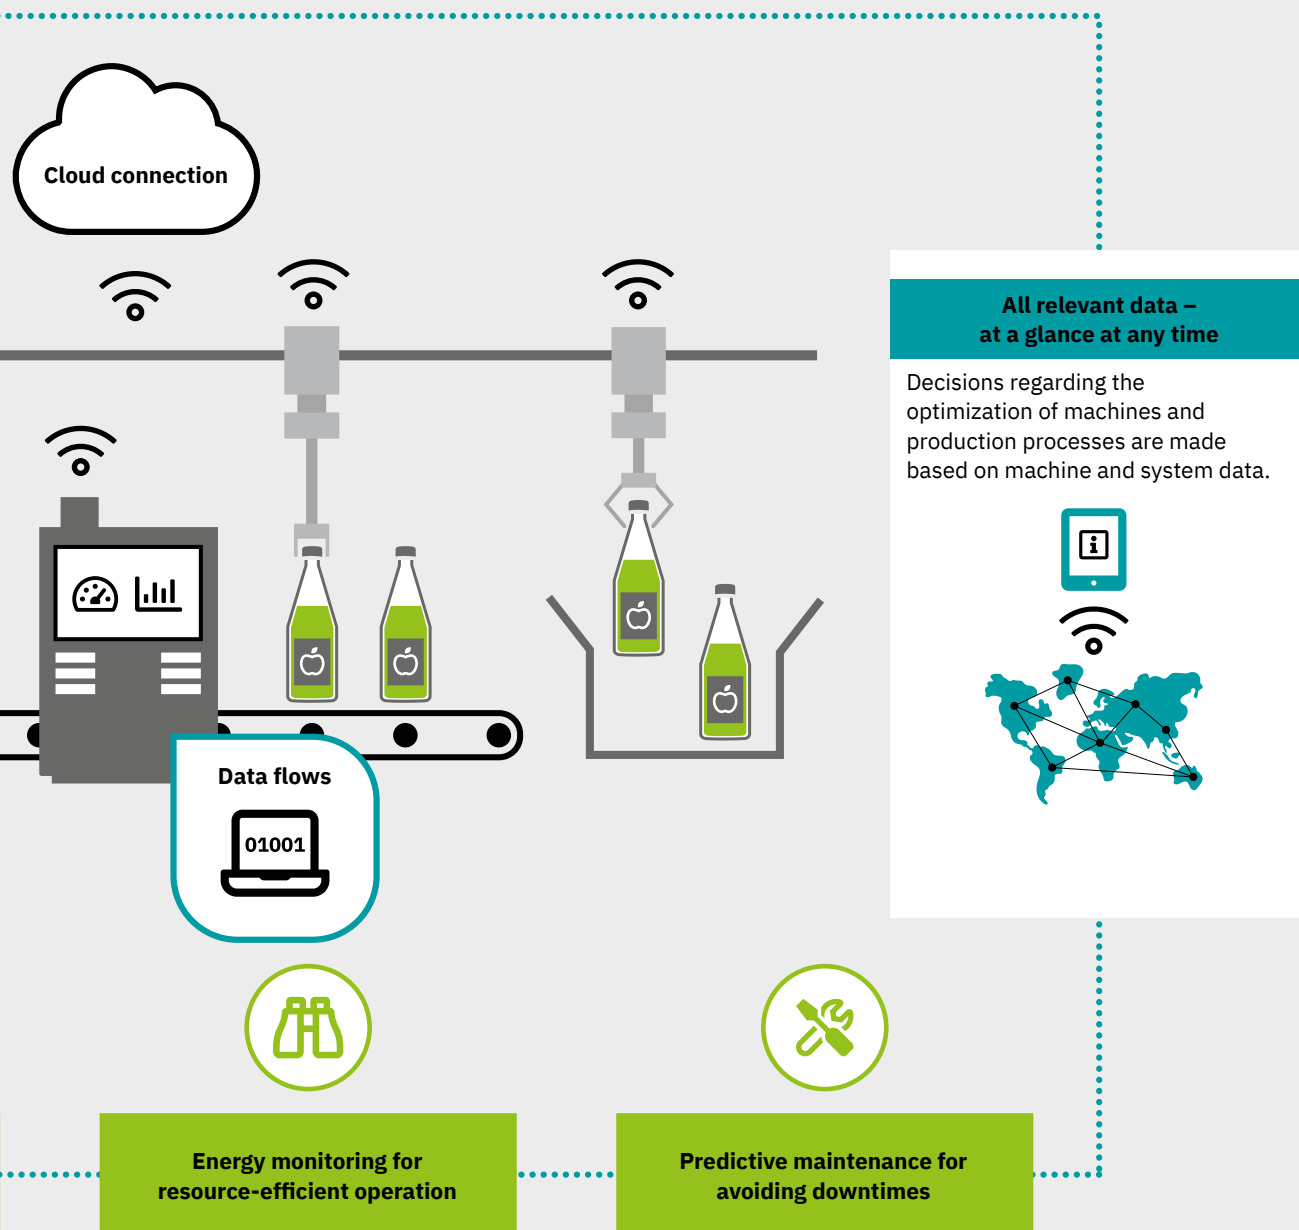 Cloud connection
All relevant data –
at a glance at any time
Decisions regarding the
optimization of machines and
production processes are made
based on machine and system data.
i
Data flows
01001
Energy monitoring for
resource-efficient operation
Predictive maintenance for
avoiding downtimes